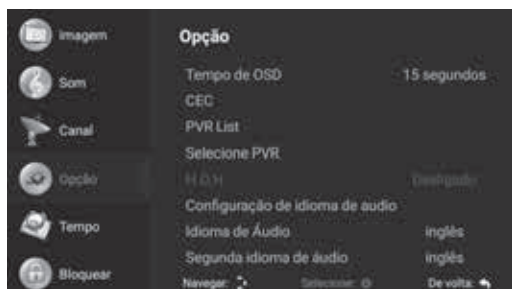 Imagem
Som
Canal
Opção
Tempo
Bloquear
Opção
Tempo de OSD 15 segundos
CEC
PVR List
Selecione PVR
H.O.H Desligado
Configuração de idioma de audio
Idioma de Áudio inglês
Segunda idioma de áudio inglês
Navegar: Selecionar: De volta: